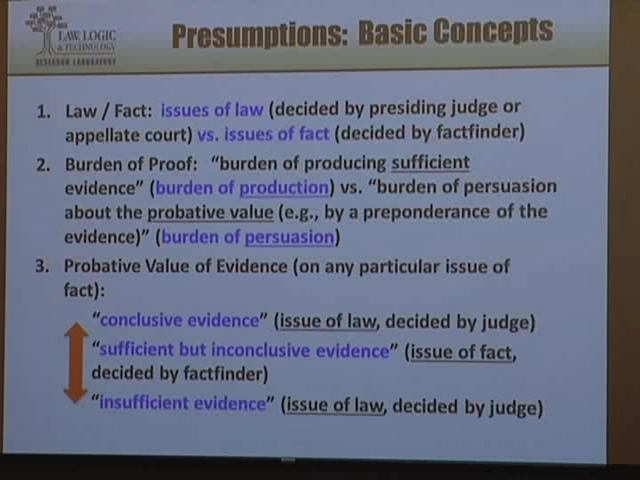 LAW, LOGIC
& TECHNOLOGY
RESEARCH LABORATORY
Presumptions: Basic Concepts
1. Law / Fact: issues of law (decided by presiding judge or
appellate court) vs. issues of fact (decided by factfinder)
2. Burden of Proof: “burden of producing sufficient
evidence” (burden of production) vs. “burden of persuasion
about the probative value (e.g., by a preponderance of the
evidence)” (burden of persuasion)
3. Probative Value of Evidence (on any particular issue of
fact):
“conclusive evidence” (issue of law, decided by judge)
“sufficient but inconclusive evidence” (issue of fact,
decided by factfinder)
“insufficient evidence” (issue of law, decided by judge)